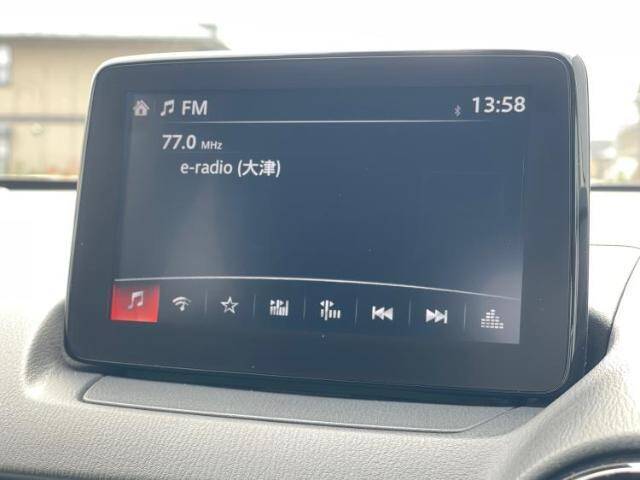 FM
13:58
77.0 MHz
e-radio (大津)